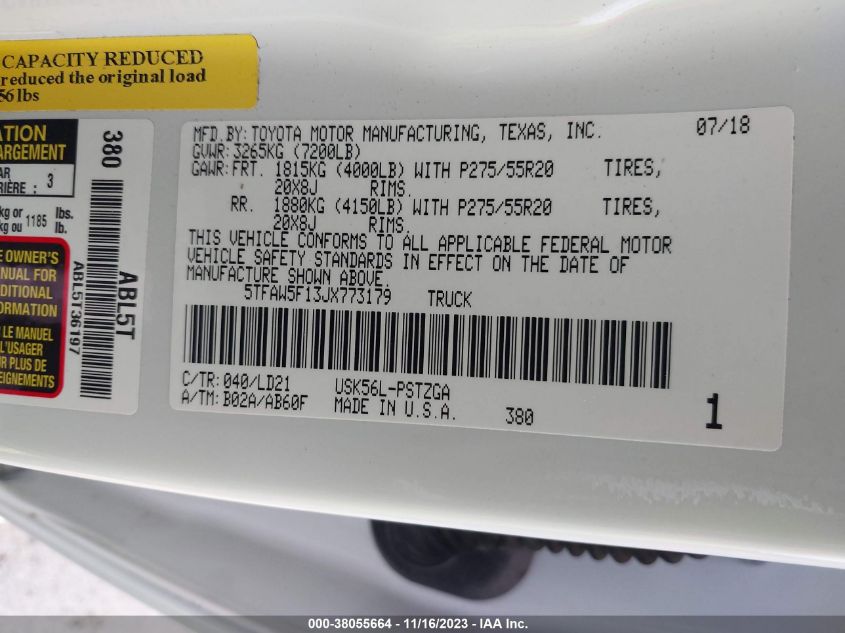 CAPACITY REDUCED
reduced the original load
56 lbs
ATION
ARGEMENT
AR
RIÈRE : 3
kg or 1185 lbs.
kg ou lb.
E OWNER'S
ANUAL FOR
DITIONAL
ORMATION
LE MANUEL
L'USAGER
R PLUS DE
EIGNEMENTS
380
ABL5T
ABL5T36197
MFD. BY: TOYOTA MOTOR MANUFACTURING, TEXAS, INC. 07/18
GVWR: 3265KG (7200LB)
GAWR: FRT. 1815KG (4000LB) WITH P275/55R20 TIRES,
20X8J RIMS.
RR. 1880KG (4150LB) WITH P275/55R20 TIRES,
20X8J RIMS.
THIS VEHICLE CONFORMS TO ALL APPLICABLE FEDERAL MOTOR
VEHICLE SAFETY STANDARDS IN EFFECT ON THE DATE OF
MANUFACTURE SHOWN ABOVE.
5TFAW5F13JX773179 TRUCK
C/TR: 040/LD21 USK56L-PSTZGA
A/TM: B02A/AB60F MADE IN U.S.A. 380 1
000-38055664 - 11/16/2023 - IAA Inc.